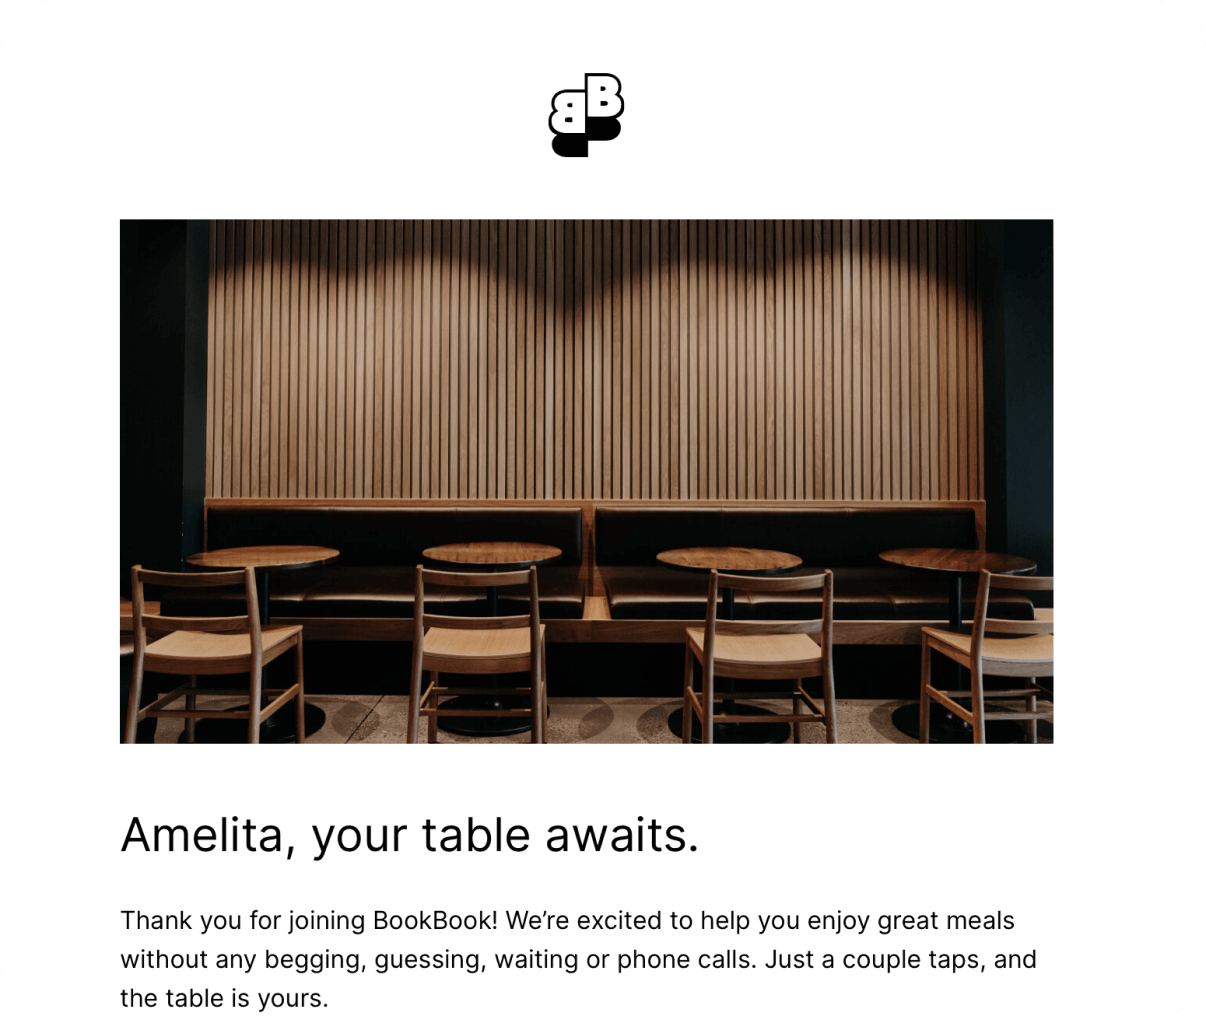 BB
Amelita, your table awaits.
Thank you for joining BookBook! We’re excited to help you enjoy great meals
without any begging, guessing, waiting or phone calls. Just a couple taps, and
the table is yours.